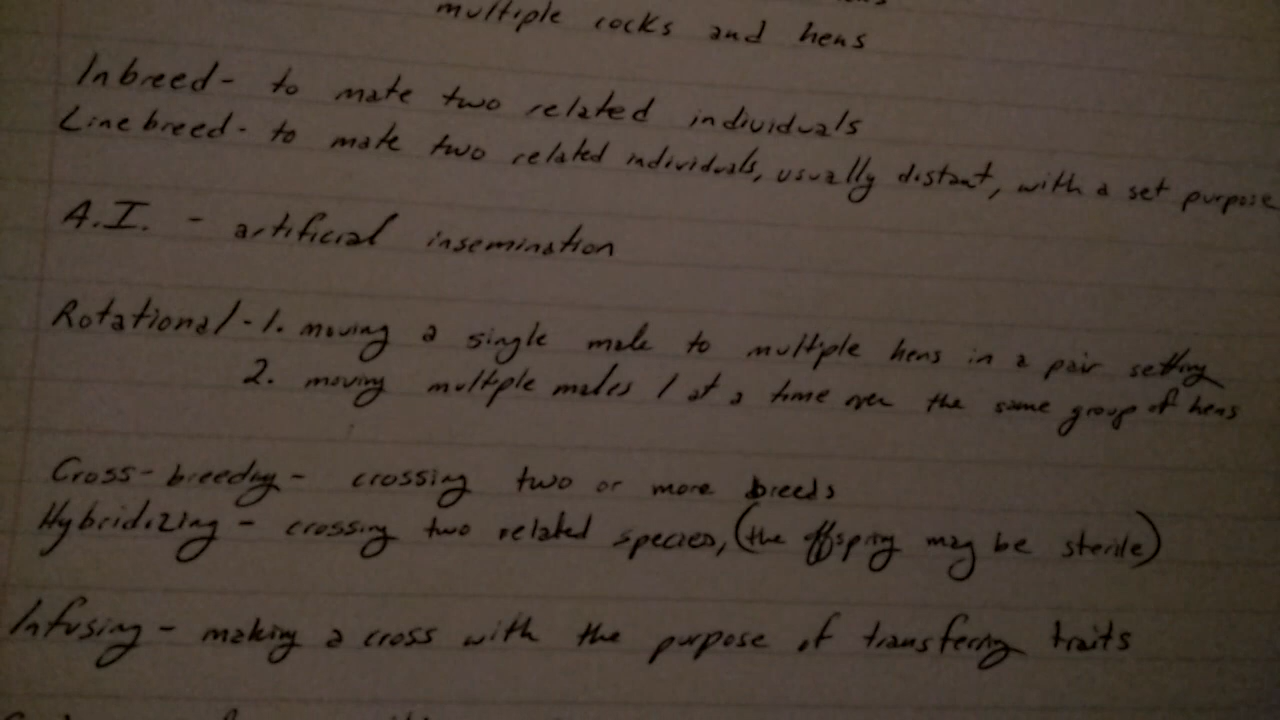 multiple cocks and hens
Inbreed - to mate two related individuals
Linebreed - to mate two related individuals, usually distant, with a set purpose
A.I. - artificial insemination
Rotational - 1. moving a single male to multiple hens in a pair setting
2. moving multiple males 1 at a time over the same group of hens
Cross-breeding - crossing two or more breeds
Hybridizing - crossing two related species, (the offspring may be sterile)
Infusing - making a cross with the purpose of transferring traits